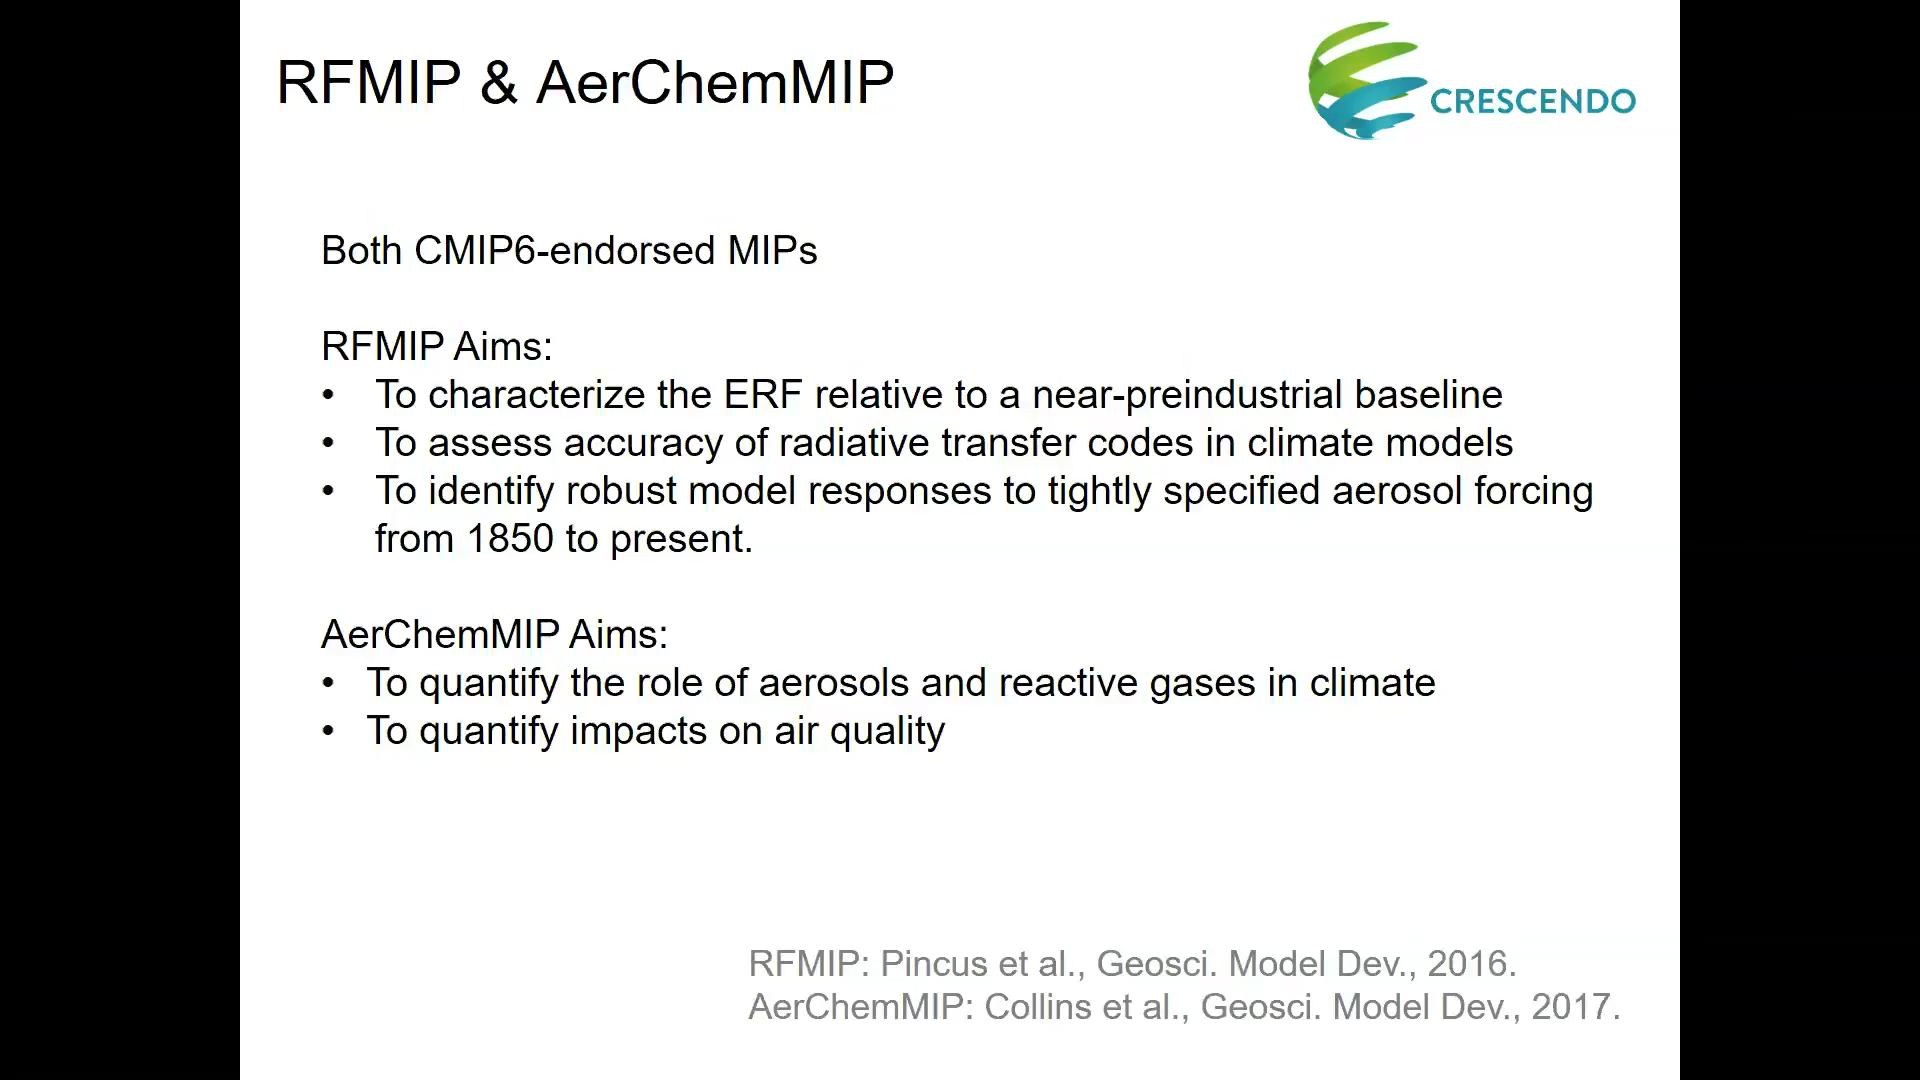 RFMIP & AerChemMIP
CRESCENDO
Both CMIP6-endorsed MIPs
RFMIP Aims:
• To characterize the ERF relative to a near-preindustrial baseline
• To assess accuracy of radiative transfer codes in climate models
• To identify robust model responses to tightly specified aerosol forcing
from 1850 to present.
AerChemMIP Aims:
• To quantify the role of aerosols and reactive gases in climate
• To quantify impacts on air quality
RFMIP: Pincus et al., Geosci. Model Dev., 2016.
AerChemMIP: Collins et al., Geosci. Model Dev., 2017.